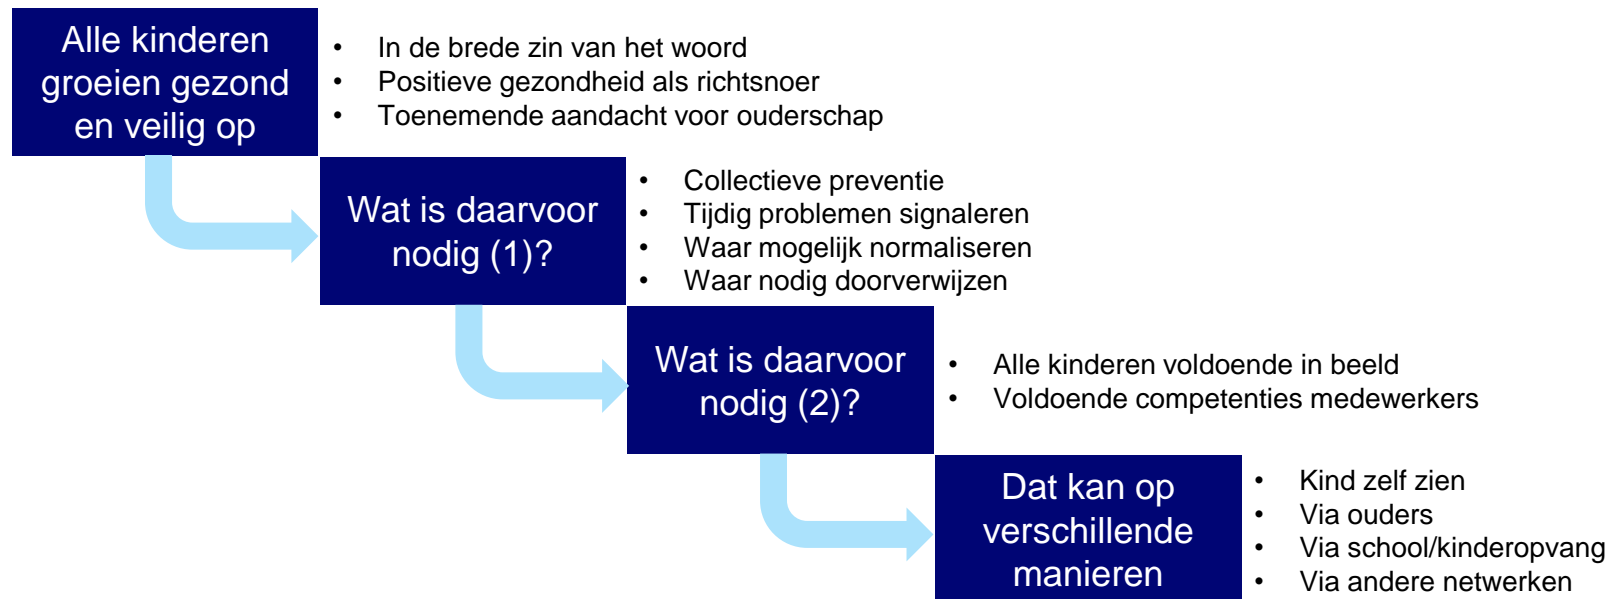 Alle kinderen
groeien gezond
en veilig op
• In de brede zin van het woord
• Positieve gezondheid als richtsnoer
• Toenemende aandacht voor ouderschap
Wat is daarvoor
nodig (1)?
• Collectieve preventie
• Tijdig problemen signaleren
• Waar mogelijk normaliseren
• Waar nodig doorverwijzen
Wat is daarvoor
nodig (2)?
• Alle kinderen voldoende in beeld
• Voldoende competenties medewerkers
Dat kan op
verschillende
manieren
• Kind zelf zien
• Via ouders
• Via school/kinderopvang
• Via andere netwerken